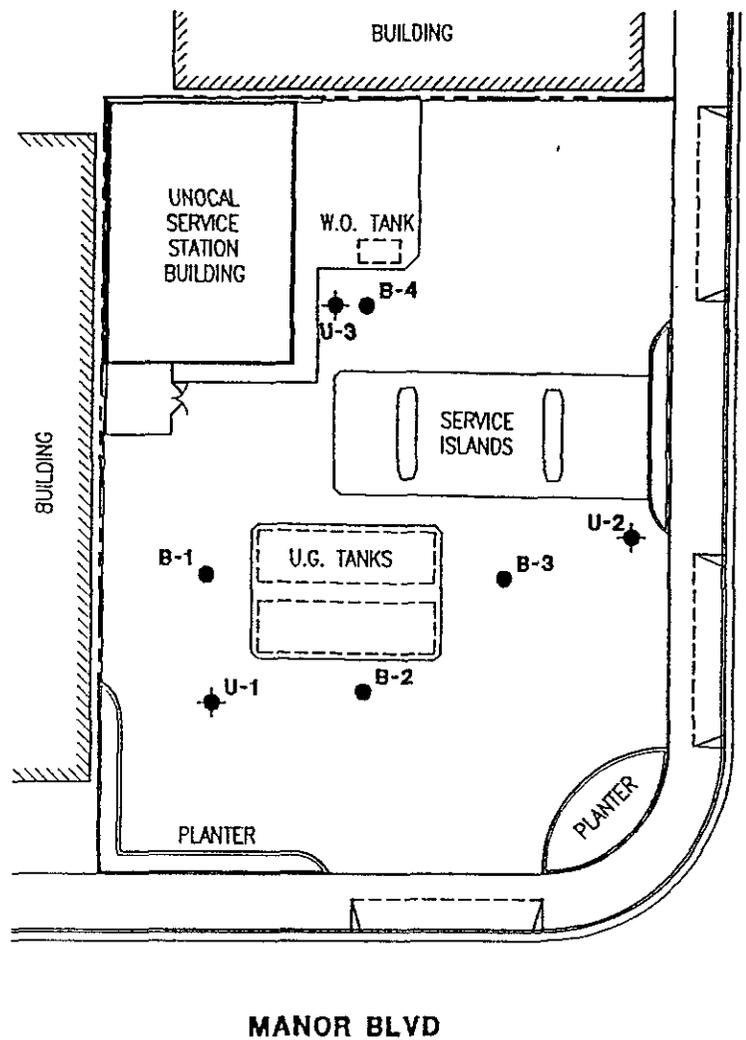 BUILDING
UNOCAL
SERVICE
STATION
BUILDING
W.O. TANK
B-4
U-3
SERVICE
ISLANDS
BUILDING
U-2
B-1
U.G. TANKS
B-3
U-1
B-2
PLANTER
PLANTER
MANOR BLVD